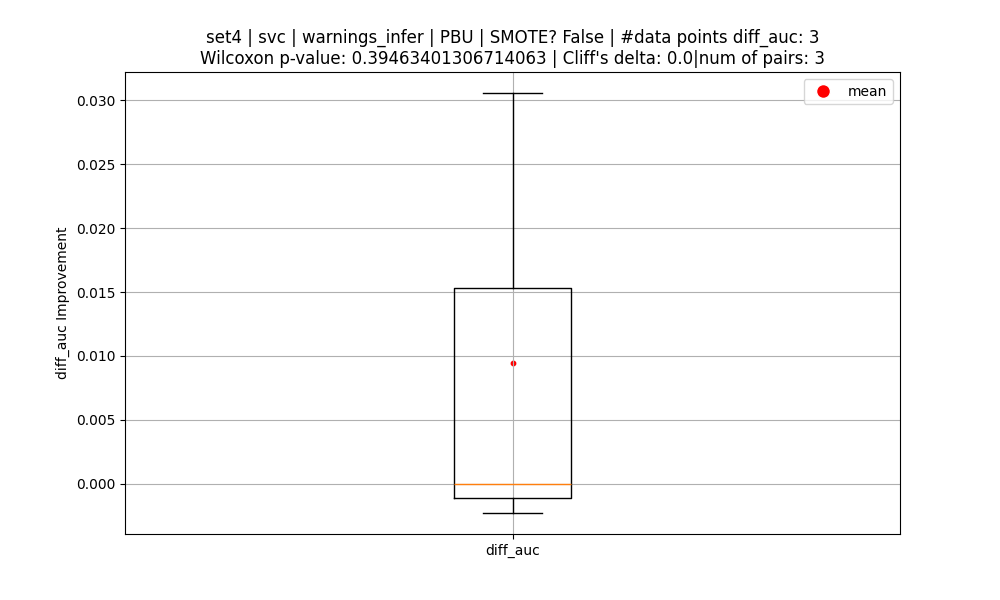 set4 | svc | warnings_infer | PBU | SMOTE? False | #data points diff_auc: 3
Wilcoxon p-value: 0.39463401306714063 | Cliff's delta: 0.0|num of pairs: 3
mean
0.030
0.025
0.020
0.015
0.010
0.005
0.000
diff_auc Improvement
diff_auc